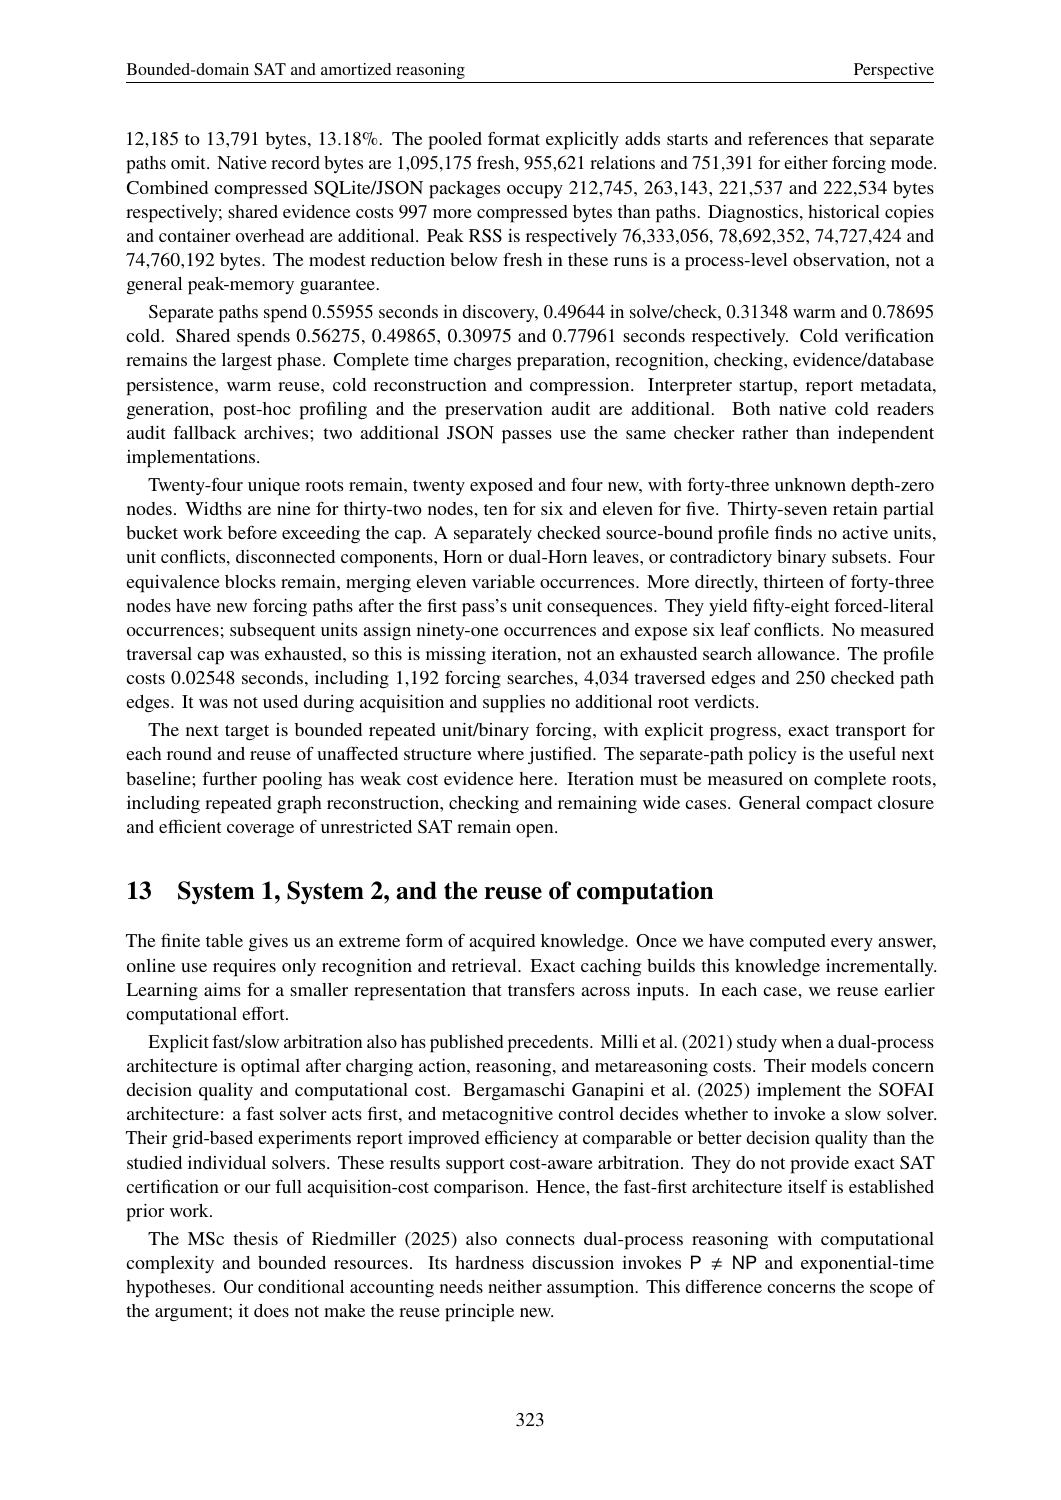 Bounded-domain SAT and amortized reasoning Perspective
12,185 to 13,791 bytes, 13.18%. The pooled format explicitly adds starts and references that separate
paths omit. Native record bytes are 1,095,175 fresh, 955,621 relations and 751,391 for either forcing mode.
Combined compressed SQLite/JSON packages occupy 212,745, 263,143, 221,537 and 222,534 bytes
respectively; shared evidence costs 997 more compressed bytes than paths. Diagnostics, historical copies
and container overhead are additional. Peak RSS is respectively 76,333,056, 78,692,352, 74,727,424 and
74,760,192 bytes. The modest reduction below fresh in these runs is a process-level observation, not a
general peak-memory guarantee.
Separate paths spend 0.55955 seconds in discovery, 0.49644 in solve/check, 0.31348 warm and 0.78695
cold. Shared spends 0.56275, 0.49865, 0.30975 and 0.77961 seconds respectively. Cold verification
remains the largest phase. Complete time charges preparation, recognition, checking, evidence/database
persistence, warm reuse, cold reconstruction and compression. Interpreter startup, report metadata,
generation, post-hoc profiling and the preservation audit are additional. Both native cold readers
audit fallback archives; two additional JSON passes use the same checker rather than independent
implementations.
Twenty-four unique roots remain, twenty exposed and four new, with forty-three unknown depth-zero
nodes. Widths are nine for thirty-two nodes, ten for six and eleven for five. Thirty-seven retain partial
bucket work before exceeding the cap. A separately checked source-bound profile finds no active units,
unit conflicts, disconnected components, Horn or dual-Horn leaves, or contradictory binary subsets. Four
equivalence blocks remain, merging eleven variable occurrences. More directly, thirteen of forty-three
nodes have new forcing paths after the first pass's unit consequences. They yield fifty-eight forced-literal
occurrences; subsequent units assign ninety-one occurrences and expose six leaf conflicts. No measured
traversal cap was exhausted, so this is missing iteration, not an exhausted search allowance. The profile
costs 0.02548 seconds, including 1,192 forcing searches, 4,034 traversed edges and 250 checked path
edges. It was not used during acquisition and supplies no additional root verdicts.
The next target is bounded repeated unit/binary forcing, with explicit progress, exact transport for
each round and reuse of unaffected structure where justified. The separate-path policy is the useful next
baseline; further pooling has weak cost evidence here. Iteration must be measured on complete roots,
including repeated graph reconstruction, checking and remaining wide cases. General compact closure
and efficient coverage of unrestricted SAT remain open.
13 System 1, System 2, and the reuse of computation
The finite table gives us an extreme form of acquired knowledge. Once we have computed every answer,
online use requires only recognition and retrieval. Exact caching builds this knowledge incrementally.
Learning aims for a smaller representation that transfers across inputs. In each case, we reuse earlier
computational effort.
Explicit fast/slow arbitration also has published precedents. Milli et al. (2021) study when a dual-process
architecture is optimal after charging action, reasoning, and metareasoning costs. Their models concern
decision quality and computational cost. Bergamaschi Ganapini et al. (2025) implement the SOFAI
architecture: a fast solver acts first, and metacognitive control decides whether to invoke a slow solver.
Their grid-based experiments report improved efficiency at comparable or better decision quality than the
studied individual solvers. These results support cost-aware arbitration. They do not provide exact SAT
certification or our full acquisition-cost comparison. Hence, the fast-first architecture itself is established
prior work.
The MSc thesis of Riedmiller (2025) also connects dual-process reasoning with computational
complexity and bounded resources. Its hardness discussion invokes P ≠ NP and exponential-time
hypotheses. Our conditional accounting needs neither assumption. This difference concerns the scope of
the argument; it does not make the reuse principle new.
323